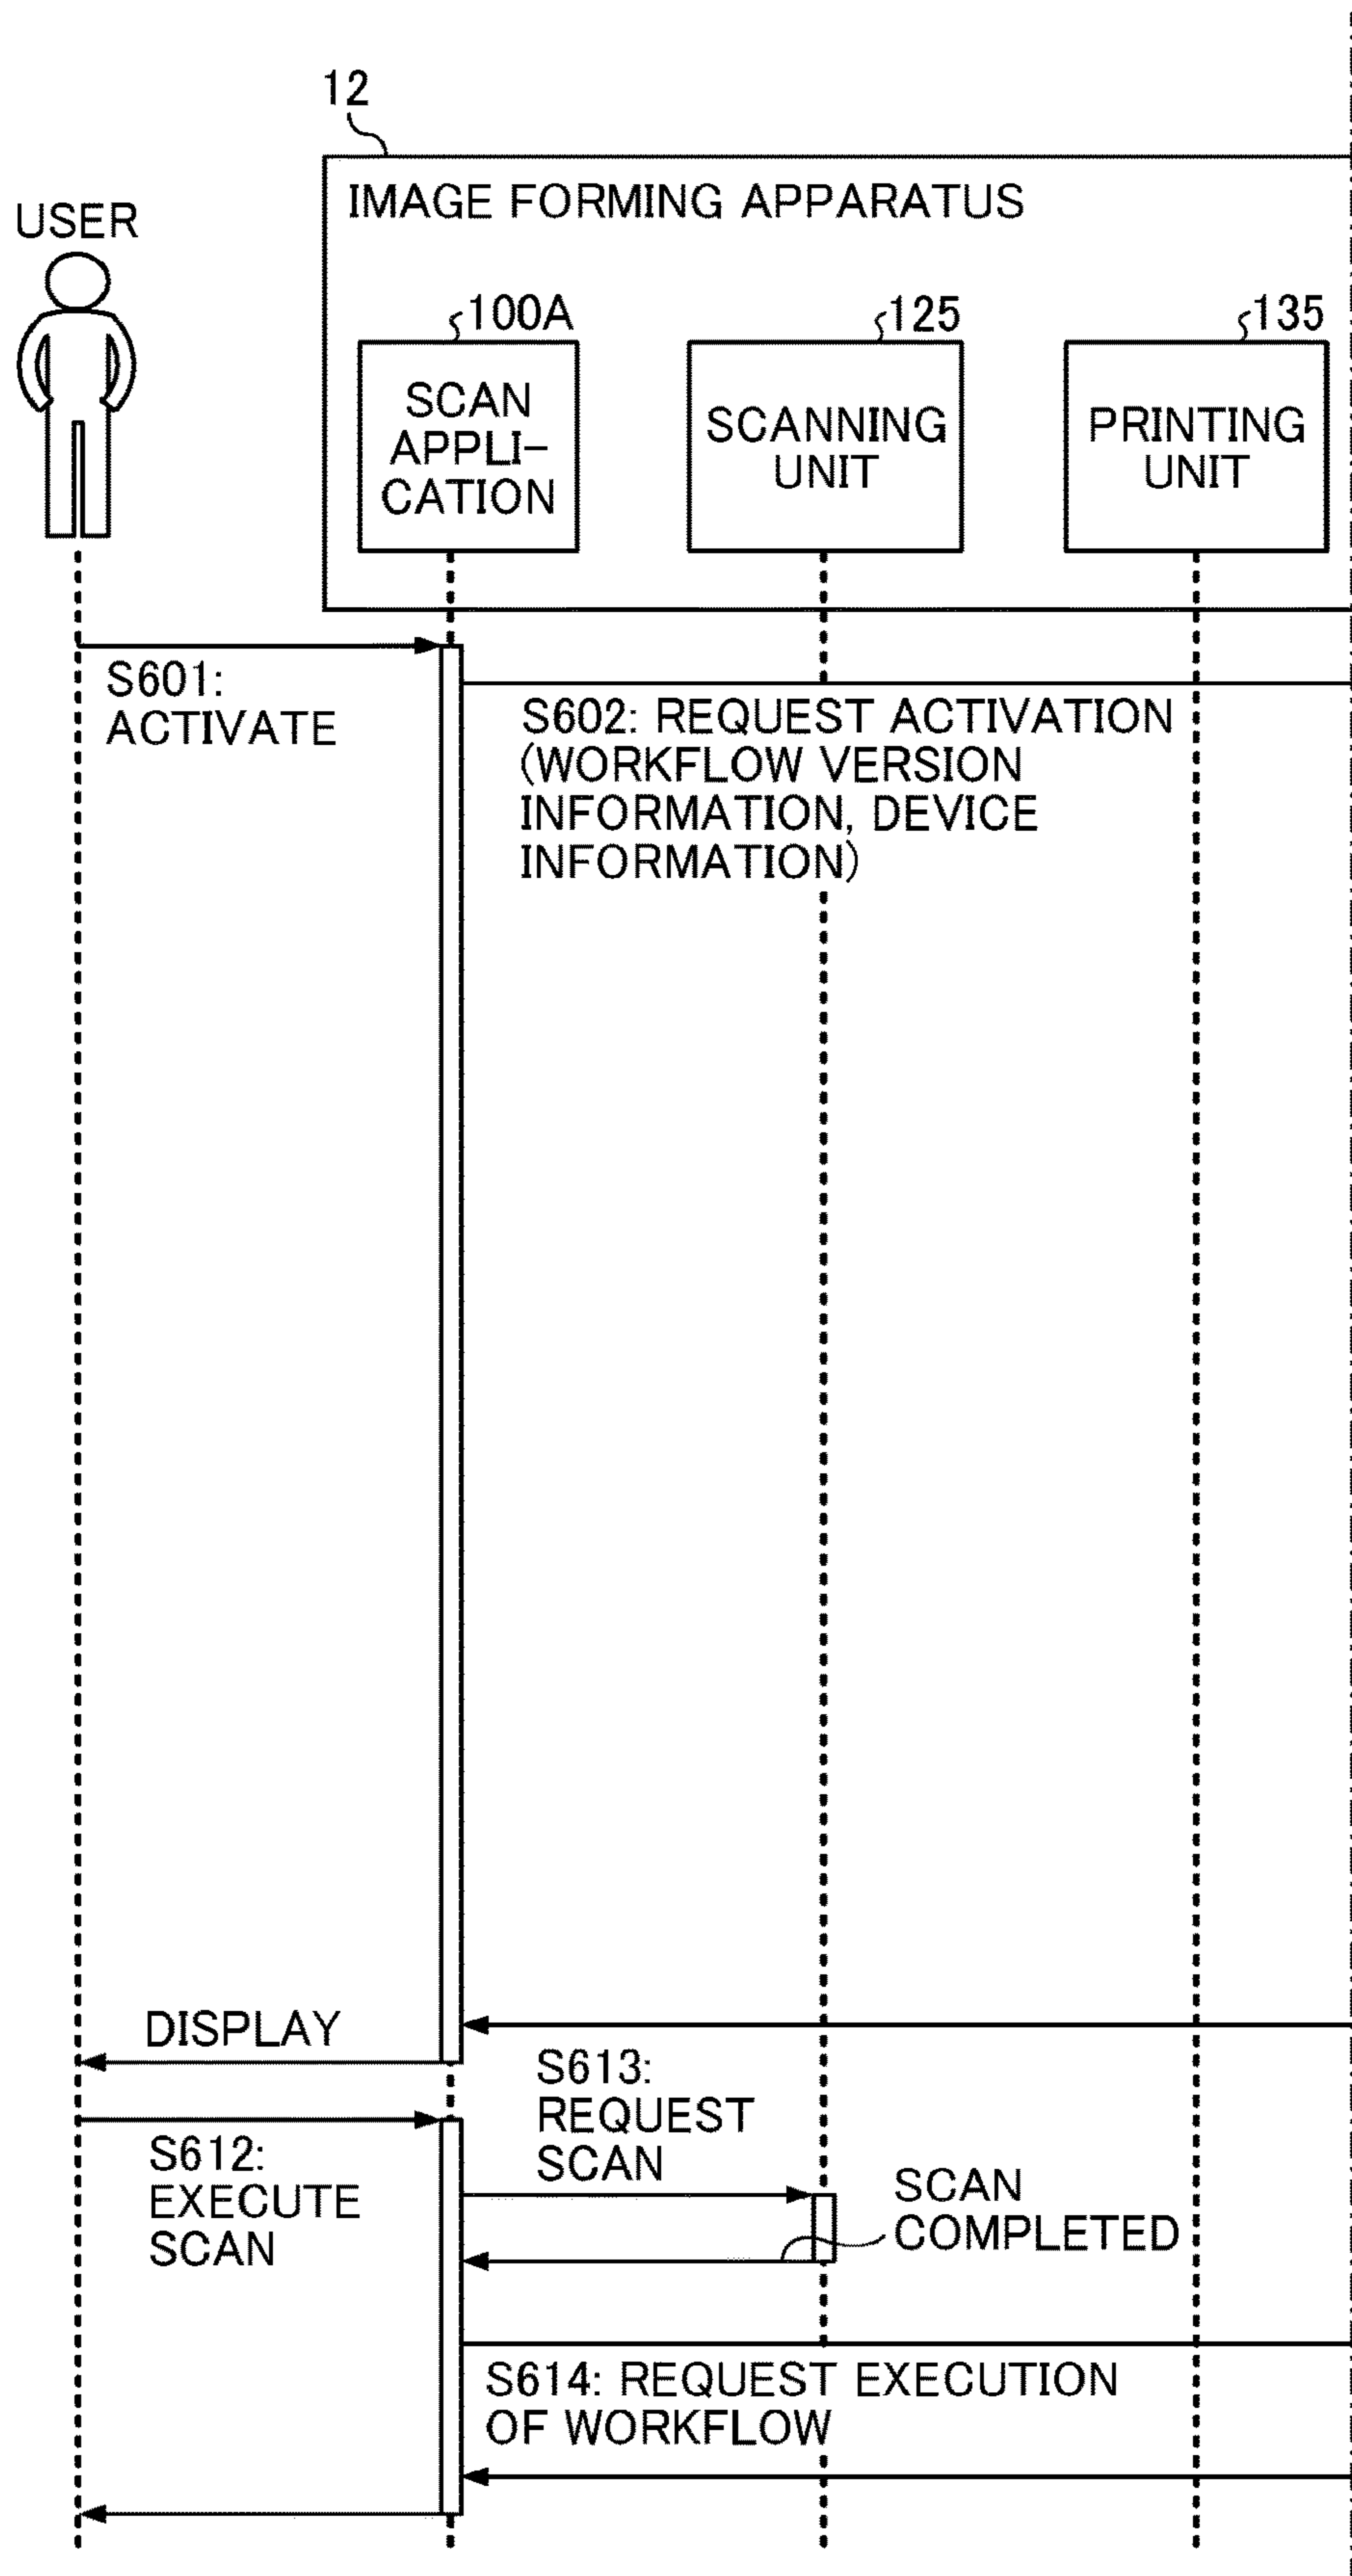 12
IMAGE FORMING APPARATUS
USER
100A
125
135
SCAN
APPLI-
CATION
SCANNING
UNIT
PRINTING
UNIT
S601:
ACTIVATE
S602: REQUEST ACTIVATION
(WORKFLOW VERSION
INFORMATION, DEVICE
INFORMATION)
DISPLAY
S613:
REQUEST
SCAN
S612:
EXECUTE
SCAN
SCAN
COMPLETED
S614: REQUEST EXECUTION
OF WORKFLOW